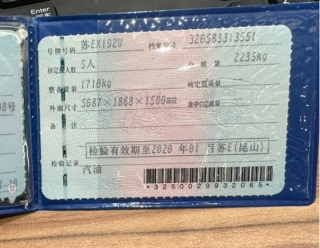 号牌号码 苏EX192U 档案编号 320583313551
核定载人数 5人 总质量 2235kg
整备质量 1710kg 核定载质量
外廓尺寸 5087×1868×1500mm 准牵引总质量
备注
检验有效期至2020年01月苏E(昆山)
检验记录
汽油
*3250029932065*